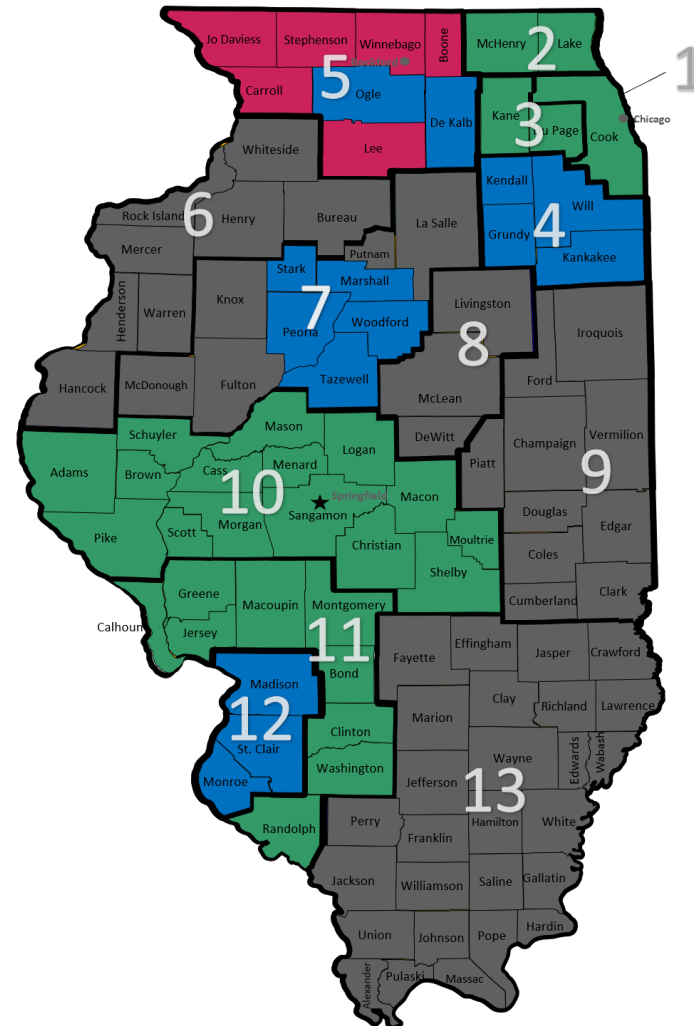 Jo Daviess
Stephenson
Winnebago
Boone
McHenry
Lake
2
1
5
Carroll
Ogle
De Kalb
Kane
3
Du Page
Cook
Chicago
Lee
Whiteside
Kendall
Will
Rock Island
6
Henry
Bureau
La Salle
Grundy
4
Mercer
Putnam
Kankakee
Stark
Marshall
Henderson
Warren
Knox
7
Peoria
Woodford
Livingston
8
Iroquois
Hancock
McDonough
Fulton
Tazewell
McLean
Ford
Schuyler
Mason
Logan
DeWitt
Champaign
Vermilion
Adams
Brown
Cass
Menard
Piatt
9
10
Springfield
Macon
Pike
Scott
Morgan
Sangamon
Douglas
Edgar
Christian
Moultrie
Coles
Shelby
Greene
Macoupin
Montgomery
Cumberland
Clark
Calhoun
Jersey
11
Effingham
Jasper
Crawford
Fayette
Bond
Madison
Clay
Richland
Lawrence
12
Marion
Clinton
St. Clair
Wayne
Edwards
Wabash
Monroe
Washington
Jefferson
13
Randolph
Perry
Hamilton
White
Franklin
Jackson
Williamson
Saline
Gallatin
Union
Johnson
Pope
Hardin
Alexander
Pulaski
Massac